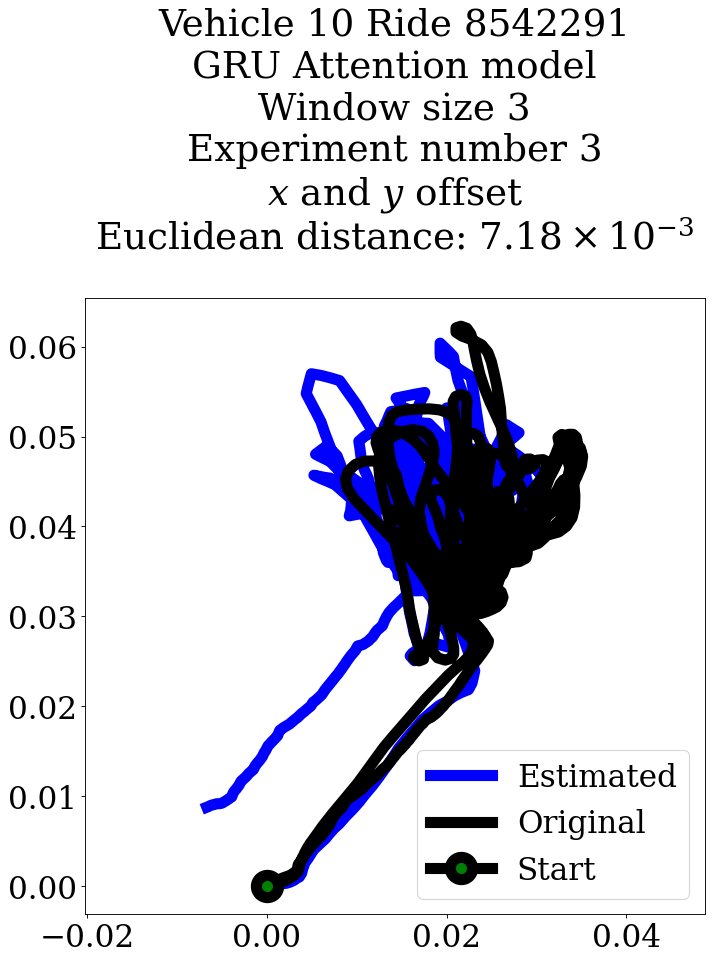 Vehicle 10 Ride 8542291
GRU Attention model
Window size 3
Experiment number 3
x and y offset
Euclidean distance: 7.18 × 10⁻³
0.06
0.05
0.04
0.03
0.02
0.01
0.00
−0.02 0.00 0.02 0.04
Estimated
Original
Start